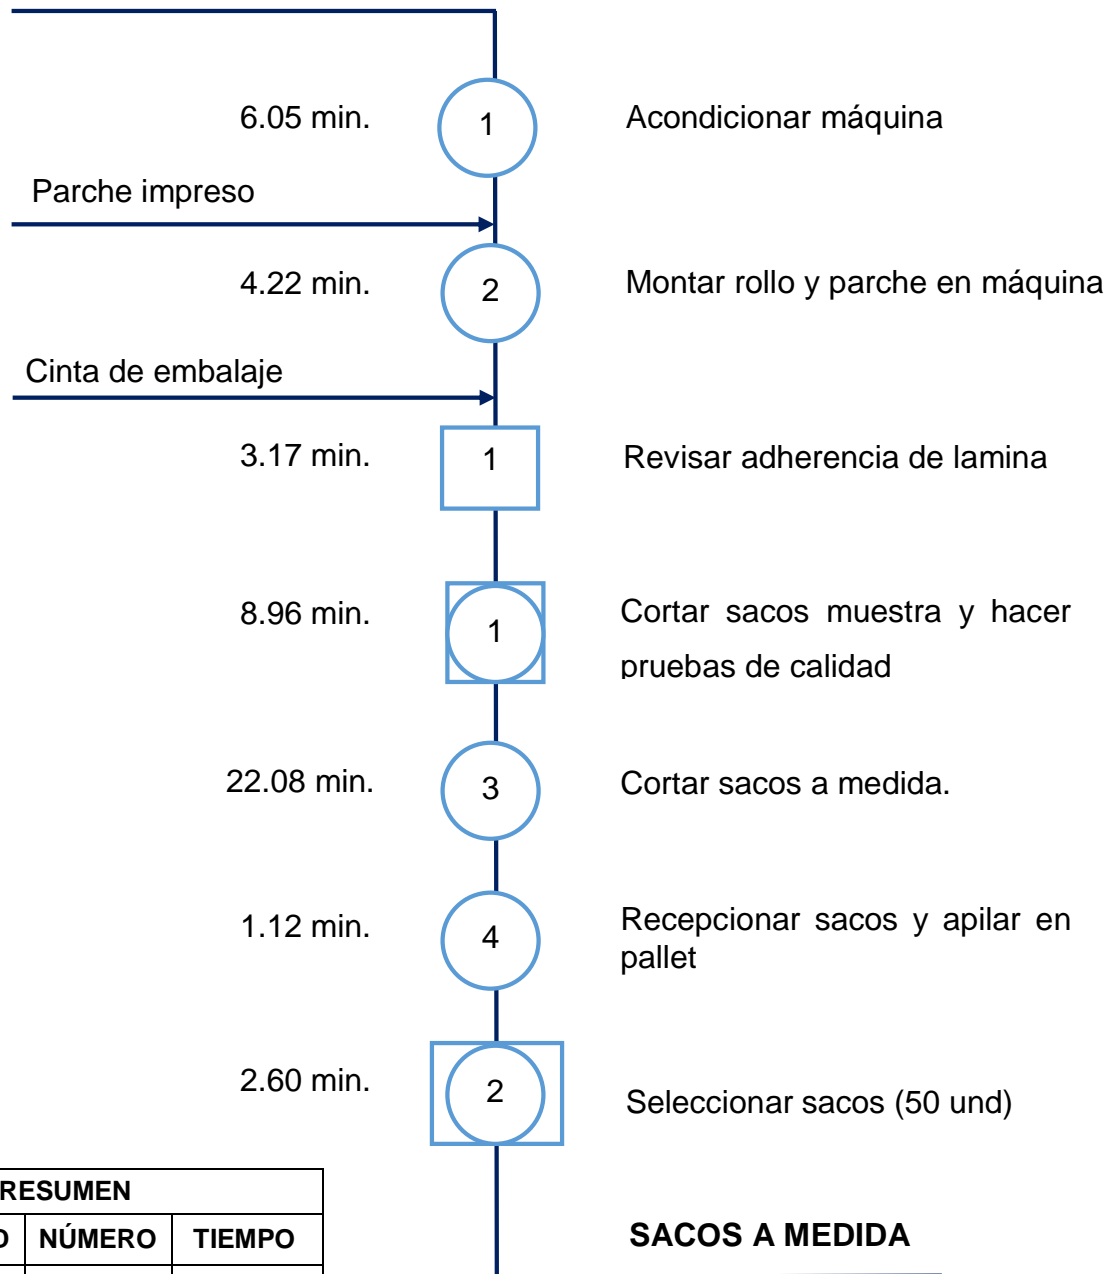 6.05 min.
1
Acondicionar máquina
Parche impreso
4.22 min.
2
Montar rollo y parche en máquina
Cinta de embalaje
3.17 min.
1
Revisar adherencia de lamina
8.96 min.
1
Cortar sacos muestra y hacer
pruebas de calidad
22.08 min.
3
Cortar sacos a medida.
1.12 min.
4
Recepcionar sacos y apilar en
pallet
2.60 min.
2
Seleccionar sacos (50 und)
RESUMEN
O NÚMERO TIEMPO
SACOS A MEDIDA